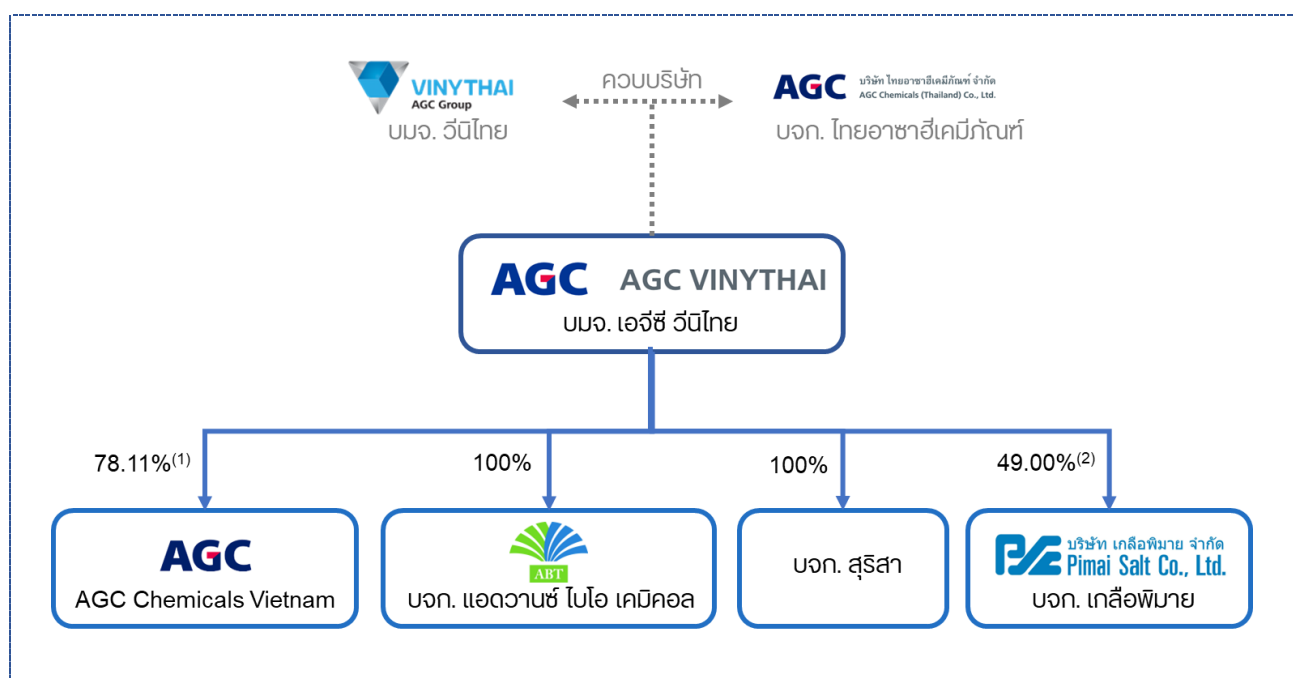 VINYTHAI
AGC Group
บมจ. วีนิไทย
ควบบริษัท
AGC
บริษัท ไทยอาซาฮีเคมีภัณฑ์ จำกัด
AGC Chemicals (Thailand) Co., Ltd.
บจก. ไทยอาซาฮีเคมีภัณฑ์
AGC AGC VINYTHAI
บมจ. เอจีซี วีนิไทย
78.11%(1)
100%
100%
49.00%(2)
AGC
AGC Chemicals Vietnam
ABT
บจก. แอดวานซ์ ไบโอ เคมิคอล
บจก. สุริสา
บริษัท เกลือพิมาย จำกัด
Pimai Salt Co., Ltd.
บจก. เกลือพิมาย